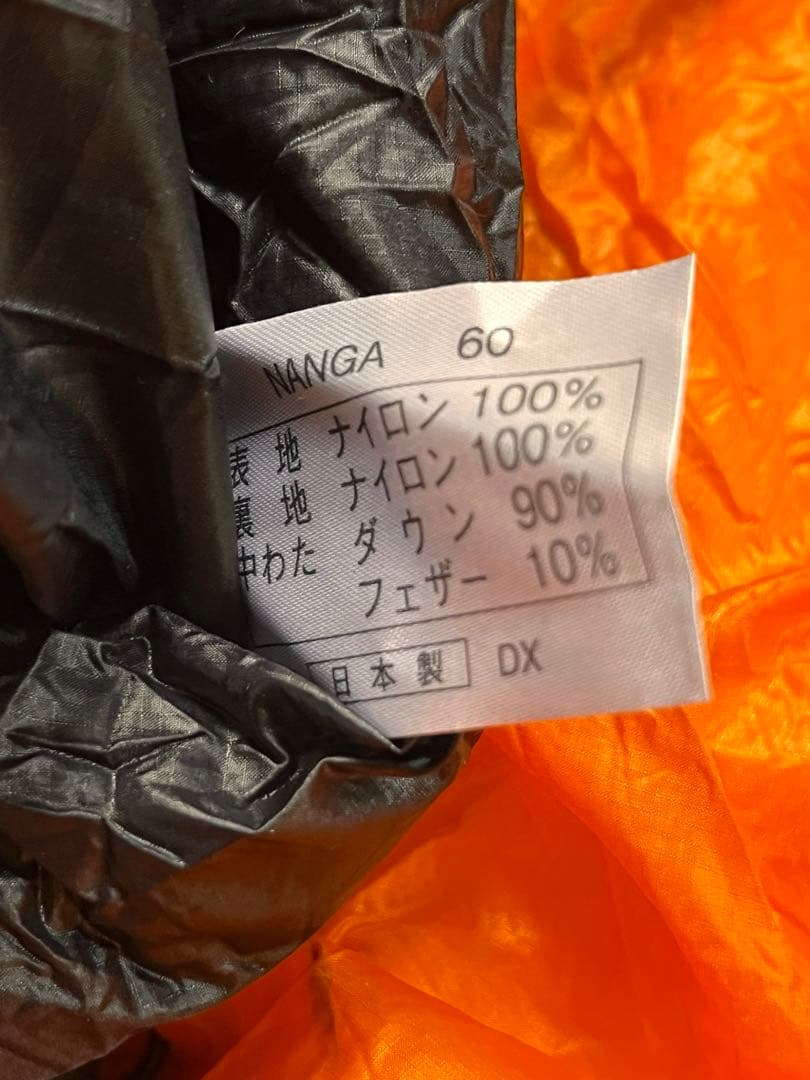 NANGA 60
表地 ナイロン 100%
裏地 ナイロン 100%
中わた ダウン 90%
フェザー 10%
日本製 DX